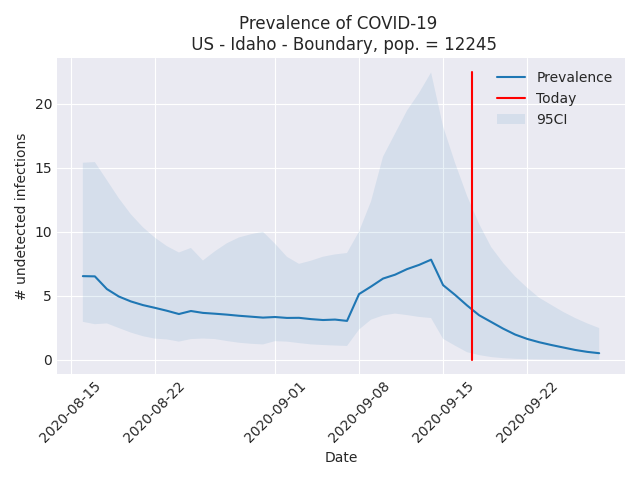 Prevalence of COVID-19
US - Idaho - Boundary, pop. = 12245
Prevalence
Today
95CI
# undetected infections
20
15
10
5
0
2020-08-15
2020-08-22
2020-09-01
2020-09-08
2020-09-15
2020-09-22
Date